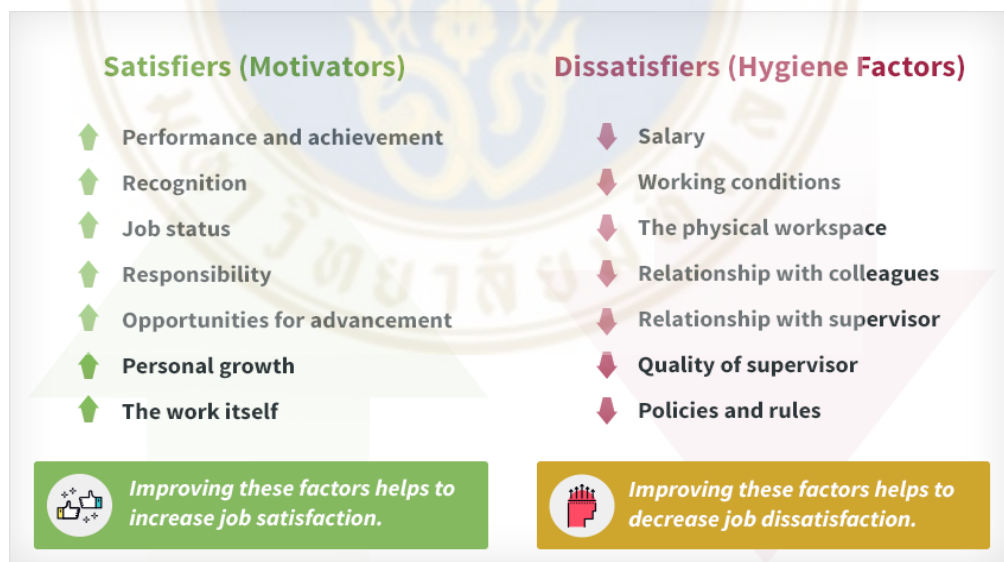 Satisfiers (Motivators)
Performance and achievement
Recognition
Job status
Responsibility
Opportunities for advancement
Personal growth
The work itself
Improving these factors helps to
increase job satisfaction.
Dissatisfiers (Hygiene Factors)
Salary
Working conditions
The physical workspace
Relationship with colleagues
Relationship with supervisor
Quality of supervisor
Policies and rules
Improving these factors helps to
decrease job dissatisfaction.